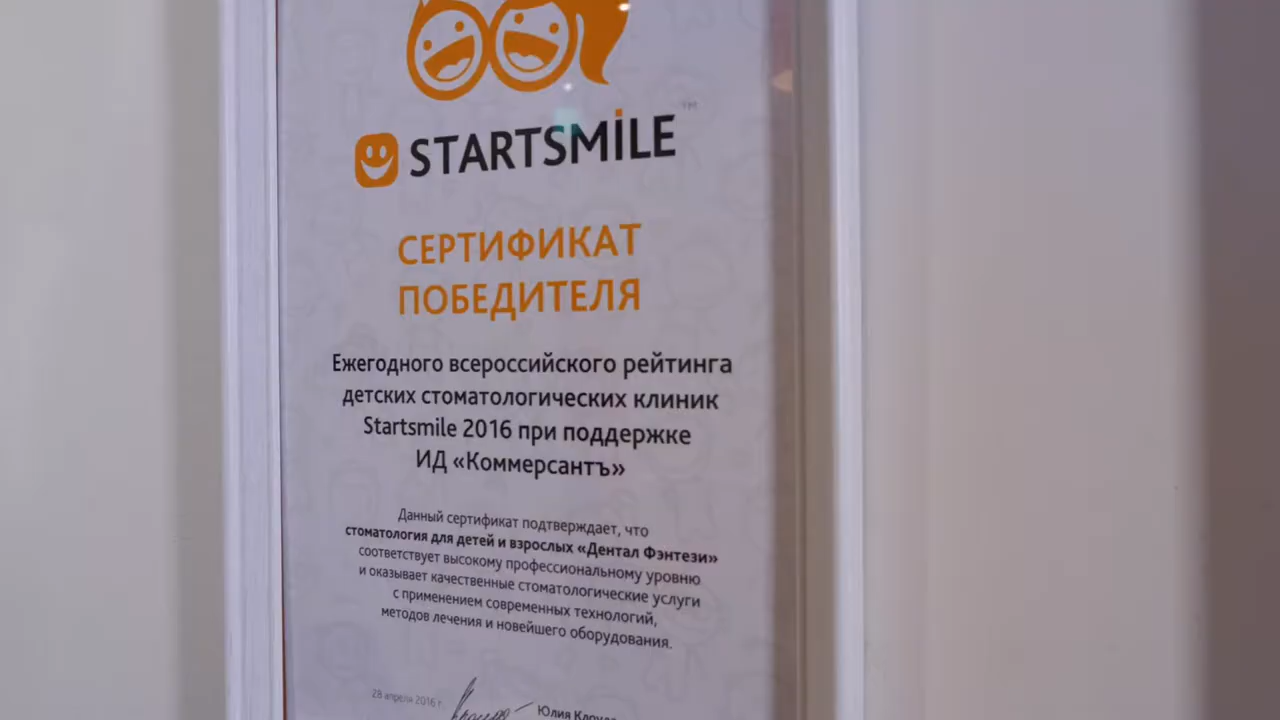 STARTSMİLE™
СЕРТИФИКАТ
ПОБЕДИТЕЛЯ
Ежегодного всероссийского рейтинга
детских стоматологических клиник
Startsmile 2016 при поддержке
ИД «Коммерсантъ»
Данный сертификат подтверждает, что
стоматология для детей и взрослых «Дентал Фэнтези»
соответствует высокому профессиональному уровню
и оказывает качественные стоматологические услуги
с применением современных технологий,
методов лечения и новейшего оборудования.
28 апреля 2016 г.
Юлия